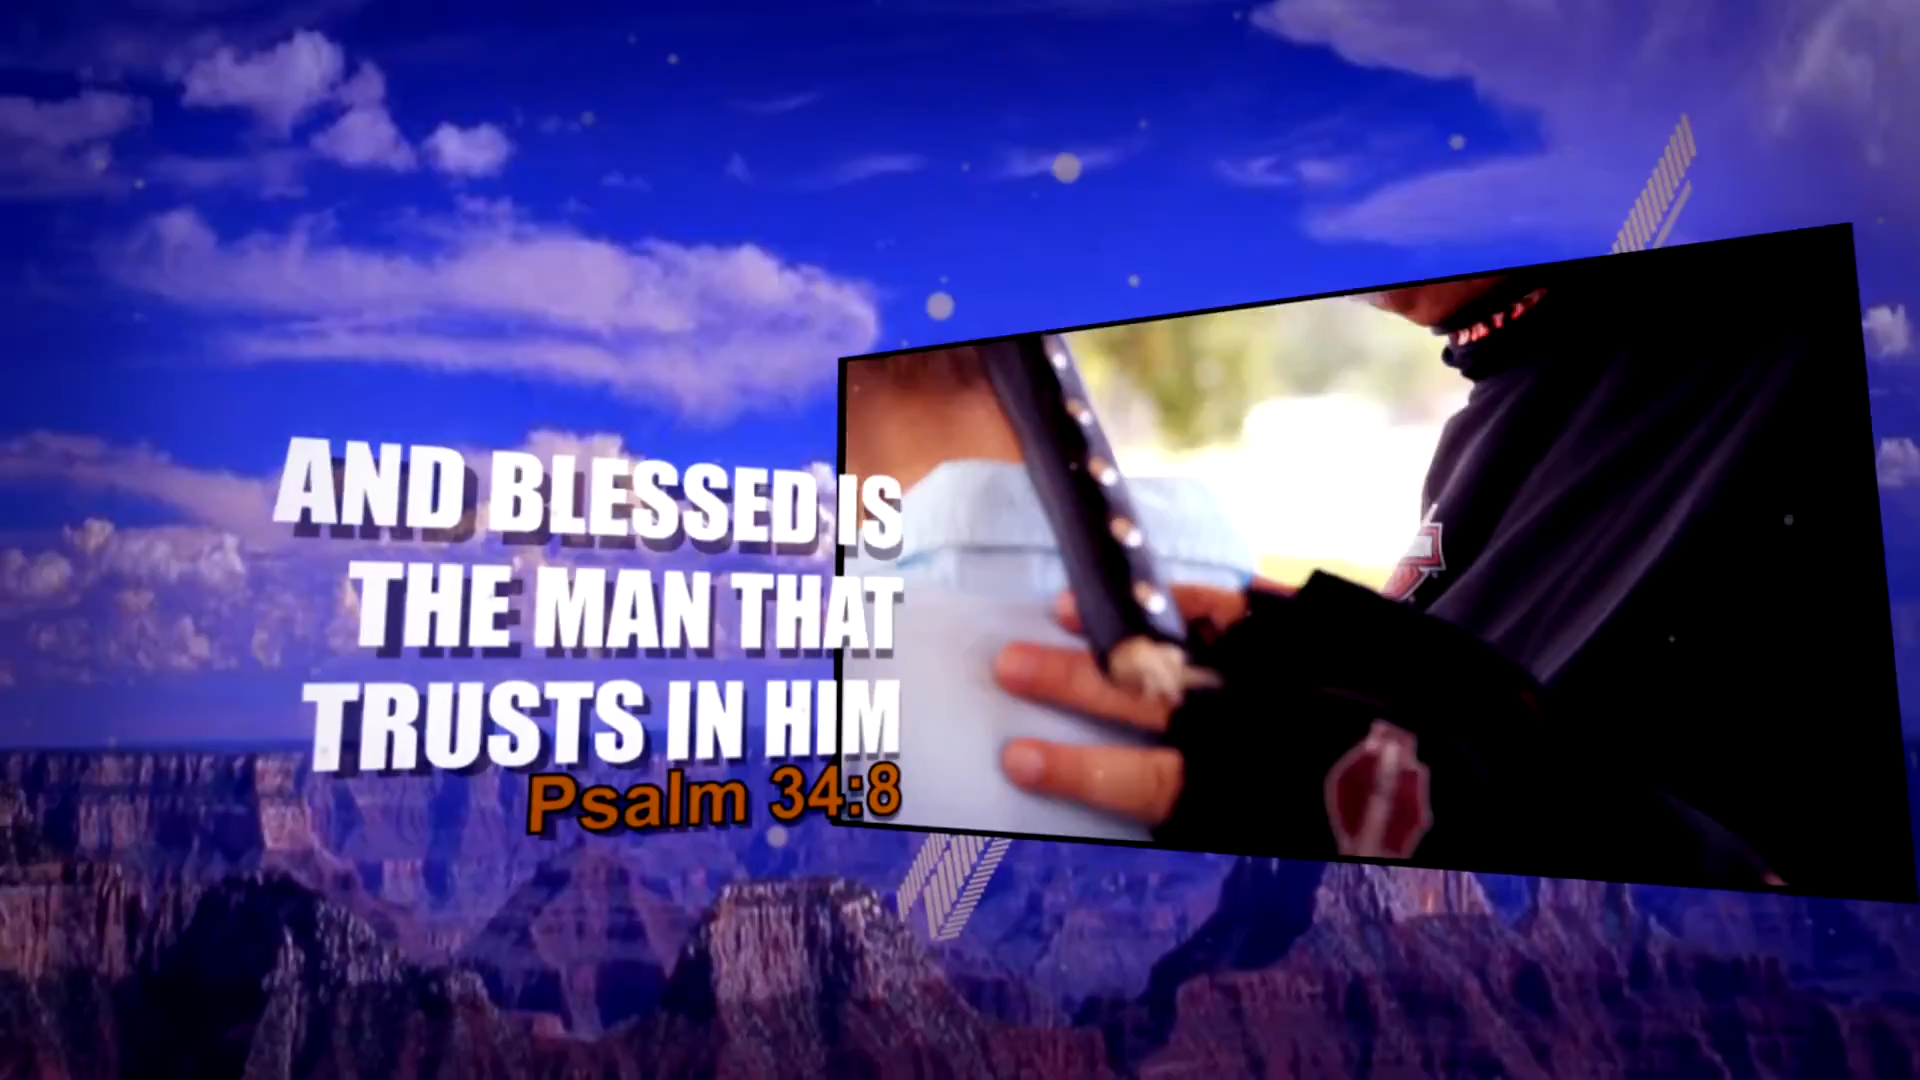 AND BLESSED IS
THE MAN THAT
TRUSTS IN HIM
Psalm 34:8